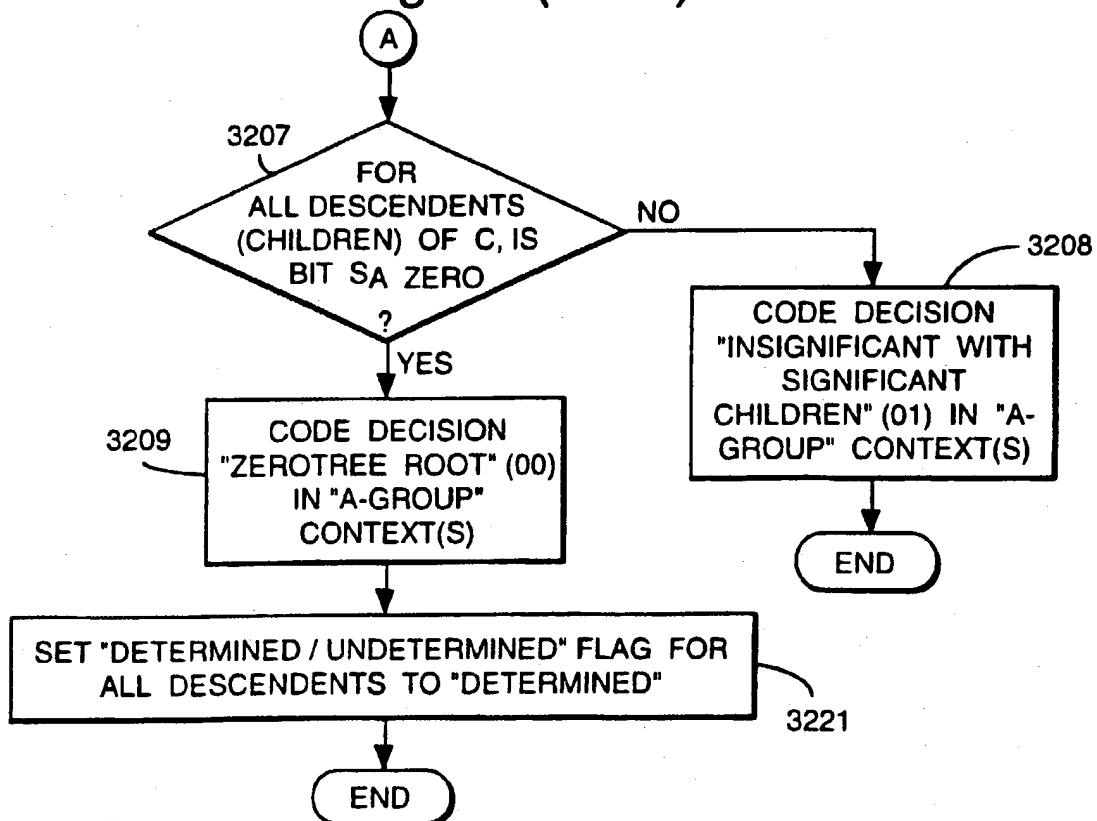 A
3207
FOR
ALL DESCENDENTS
(CHILDREN) OF C, IS
BIT SA ZERO
?
NO
3208
CODE DECISION
"INSIGNIFICANT WITH
SIGNIFICANT
CHILDREN" (01) IN "A-
GROUP" CONTEXT(S)
END
YES
3209
CODE DECISION
"ZEROTREE ROOT" (00)
IN "A-GROUP"
CONTEXT(S)
SET "DETERMINED / UNDETERMINED" FLAG FOR
ALL DESCENDENTS TO "DETERMINED"
3221
END